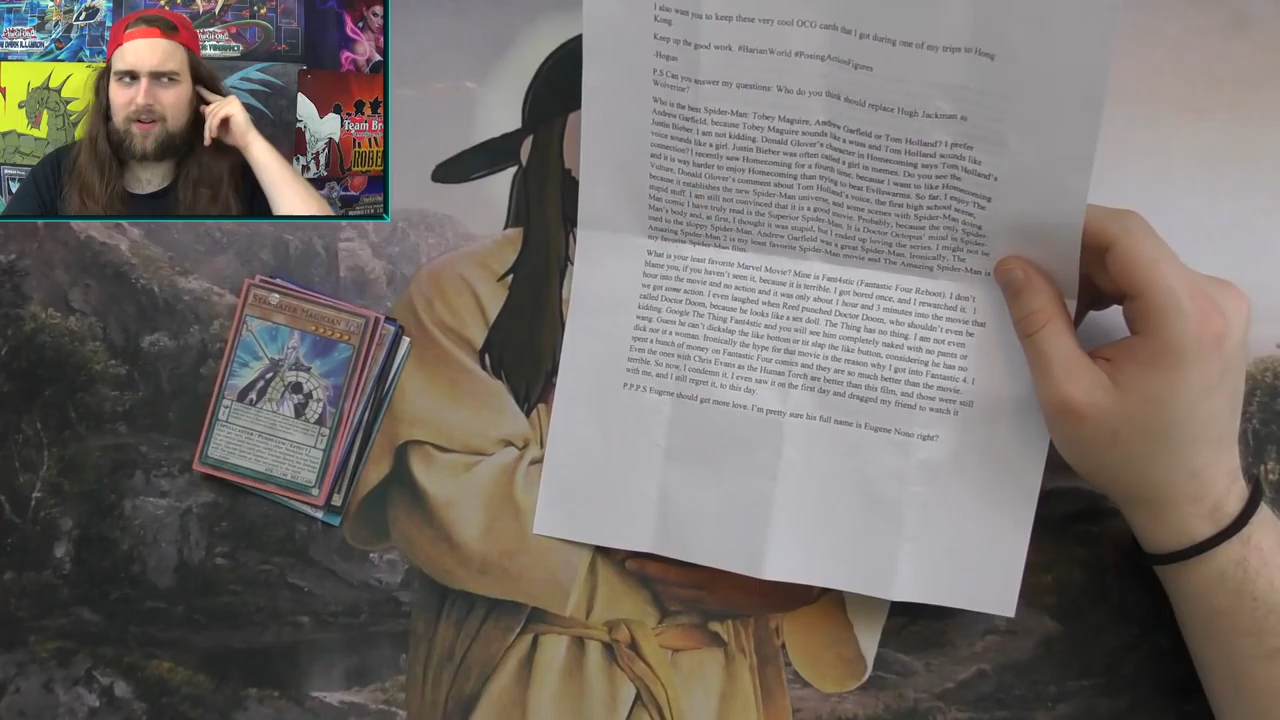 I also want you to keep these very cool OCG cards that I got during one of my trips to Hong
Kong.
Keep up the good work. #BarianWorld #PosingActionFigures
-Hogun
P.S Can you answer my questions: Who do you think should replace Hugh Jackman as
Wolverine?
Who is the best Spider-Man: Tobey Maguire, Andrew Garfield or Tom Holland? I prefer
Andrew Garfield, because Tobey Maguire sounds like a wuss and Tom Holland sounds like
Justin Bieber. I am not kidding. Donald Glover's character in Homecoming says Tom Holland's
voice sounds like a girl. Justin Bieber was often called a girl in memes. Do you see the
connection? I recently saw Homecoming for a fourth time, because I want to like Homecoming
and it is way harder to enjoy Homecoming than trying to beat Evilswarms. So far, I enjoy The
Vulture, Donald Glover's comment about Tom Holland's voice, the first high school scene,
because it establishes the new Spider-Man universe, and some scenes with Spider-Man doing
stupid stuff. I am still not convinced that it is a good movie. Probably, because the only Spider-
Man comic I have truly read is the Superior Spider-Man. It is Doctor Octopus' mind in Spider-
Man's body and, at first, I thought it was stupid, but I ended up loving the series. I might not be
used to the sloppy Spider-Man. Andrew Garfield was a great Spider-Man. Ironically, The
Amazing Spider-Man 2 is my least favorite Spider-Man movie and The Amazing Spider-Man is
my favorite Spider-Man film.
What is your least favorite Marvel Movie? Mine is Fant4stic (Fantastic Four Reboot). I don't
blame you, if you haven't seen it, because it is terrible. I got bored once, and I rewatched it. 1
hour into the movie and no action and it was only about 1 hour and 3 minutes into the movie that
we got some action. I even laughed when Reed punched Doctor Doom, who shouldn't even be
called Doctor Doom, because he looks like a sex doll. The Thing has no thing. I am not even
kidding. Google The Thing Fant4stic and you will see him completely naked with no pants or
wang. Guess he can't dickslap the like bottom or tit slap the like button, considering he has no
dick nor is a woman. Ironically the hype for that movie is the reason why I got into Fantastic 4. I
spent a bunch of money on Fantastic Four comics and they are so much better than the movie.
Even the ones with Chris Evans as the Human Torch are better than this film, and those were still
terrible. So now, I condemn it. I even saw it on the first day and dragged my friend to watch it
with me, and I still regret it, to this day.
P.P.P.S Eugene should get more love. I'm pretty sure his full name is Eugene Nono right?
STARGAZER MAGICIAN
[SPELLCASTER/PENDULUM/EFFECT]
Team